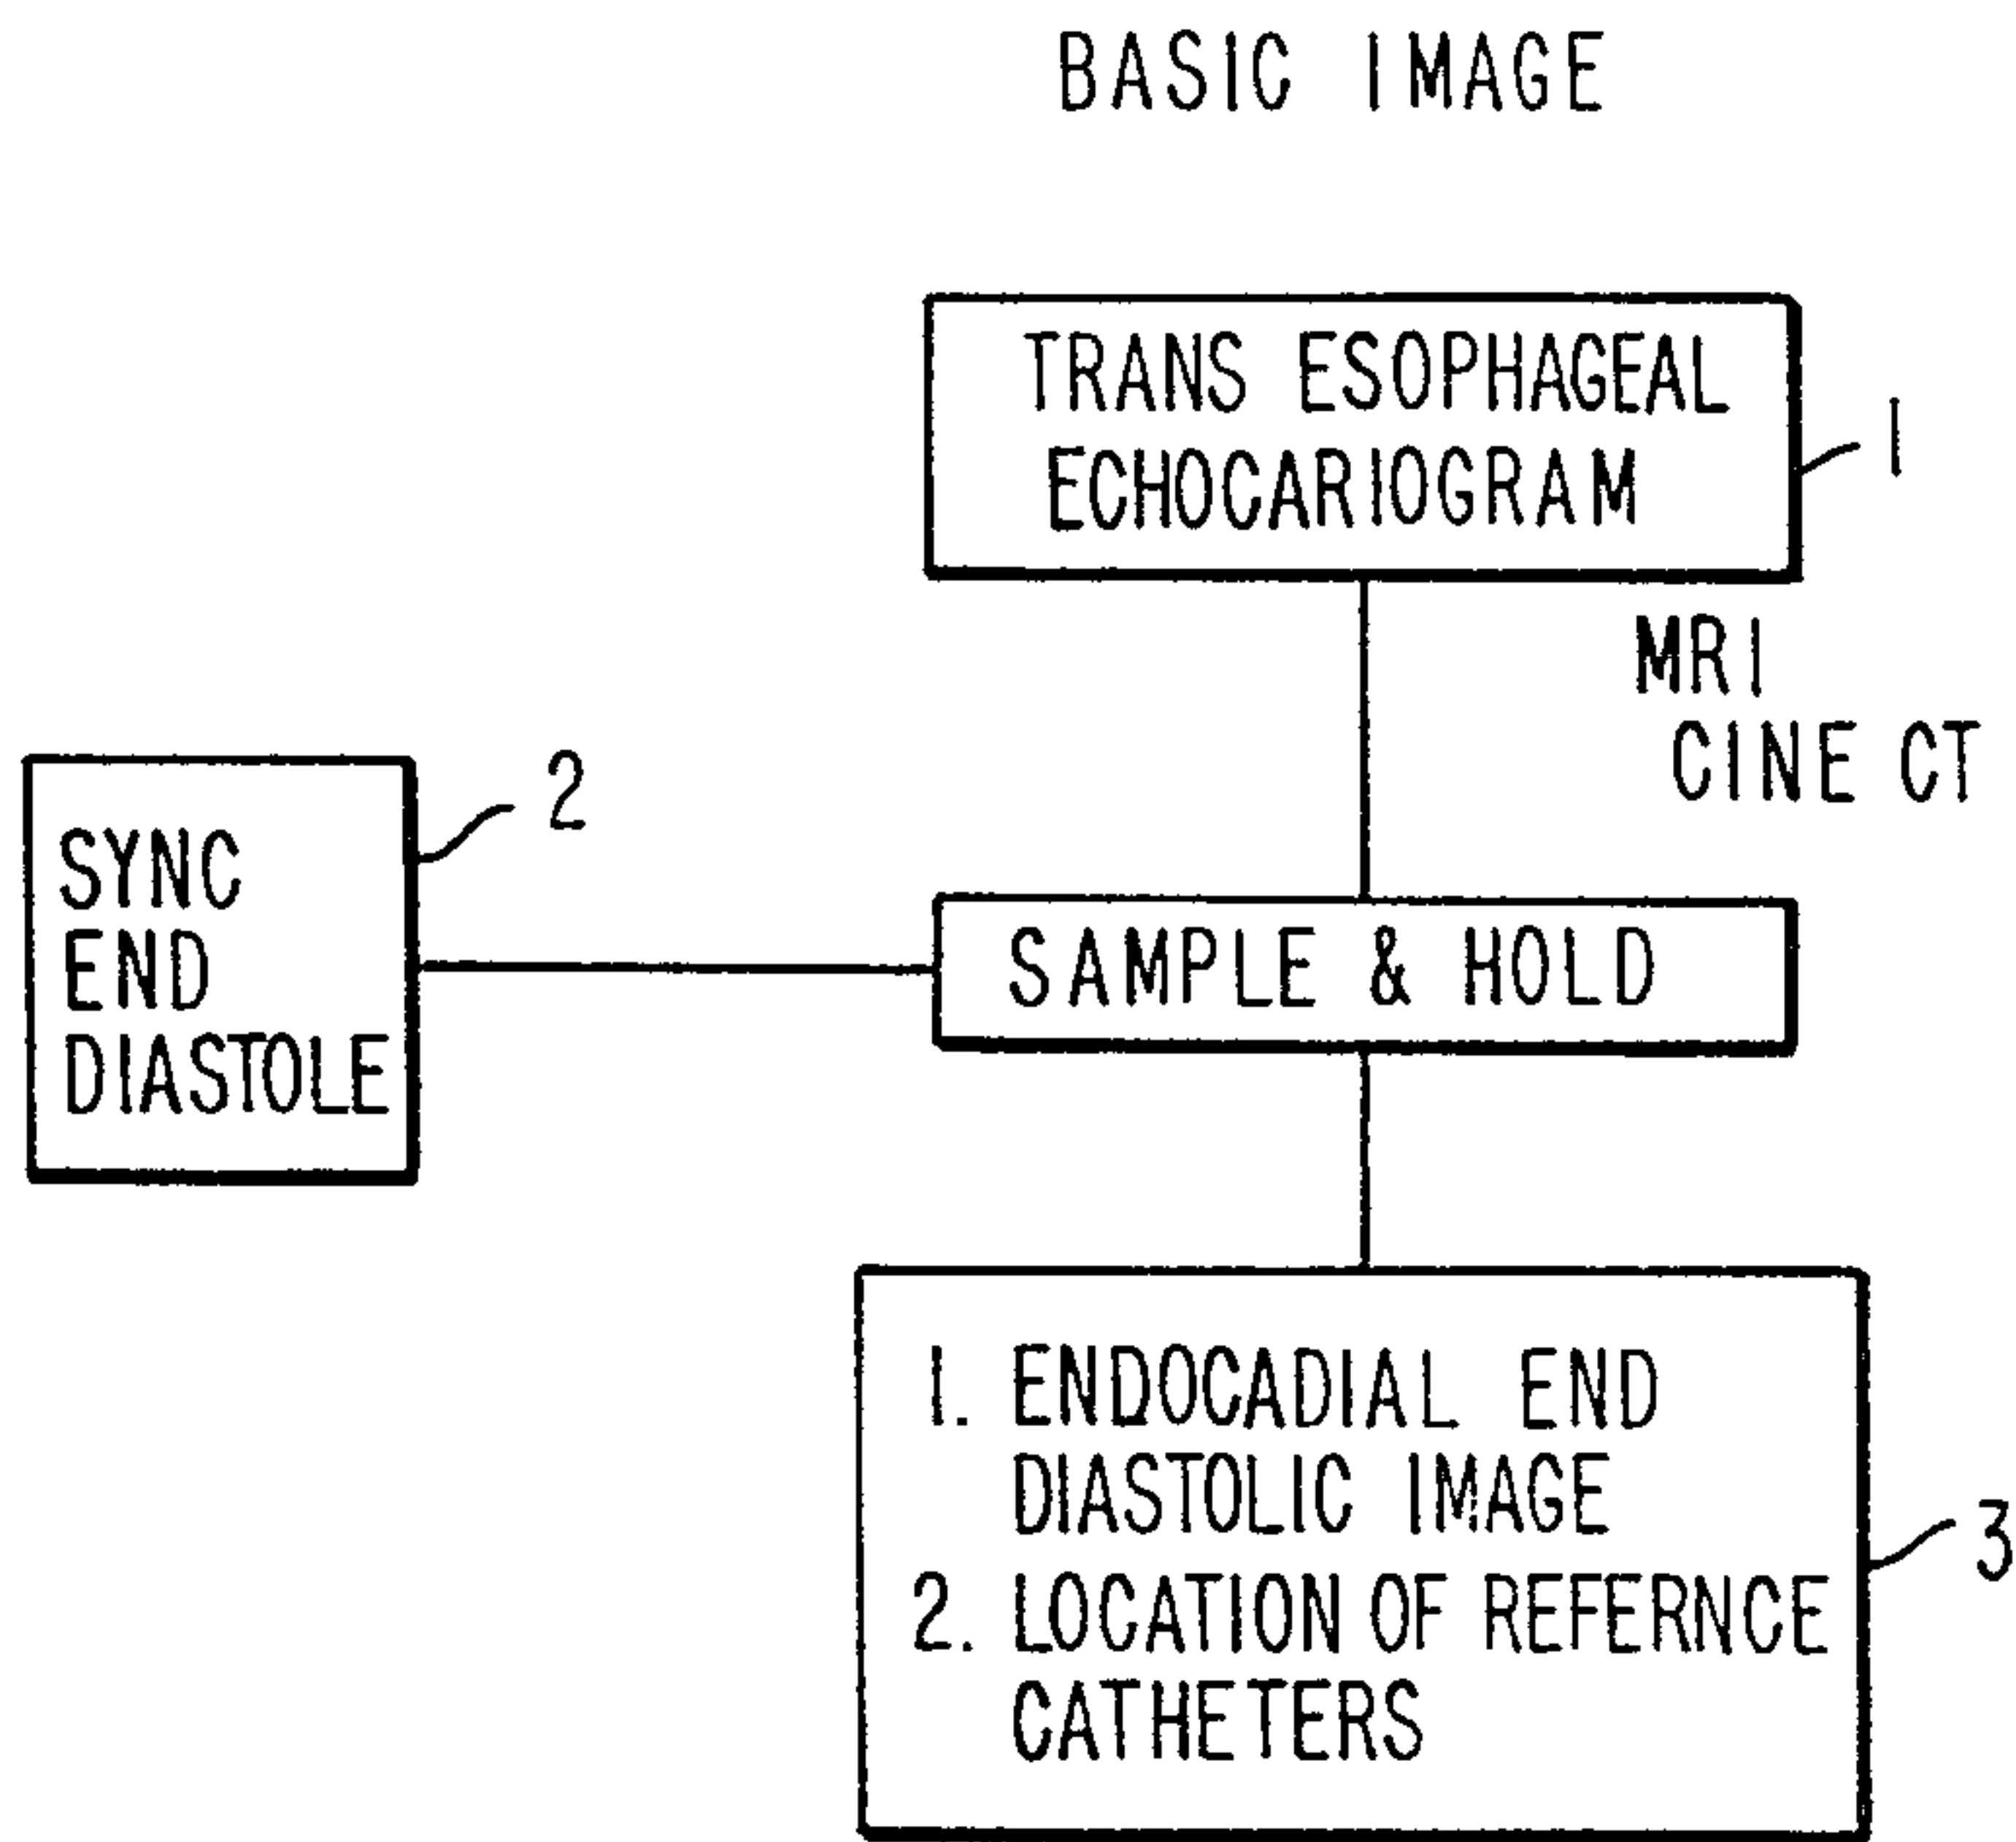 BASIC IMAGE
TRANS ESOPHAGEAL
ECHOCARIOGRAM
1
MRI
CINE CT
2
SYNC
END
DIASTOLE
SAMPLE & HOLD
1. ENDOCADIAL END
DIASTOLIC IMAGE
2. LOCATION OF REFERNCE
CATHETERS
3